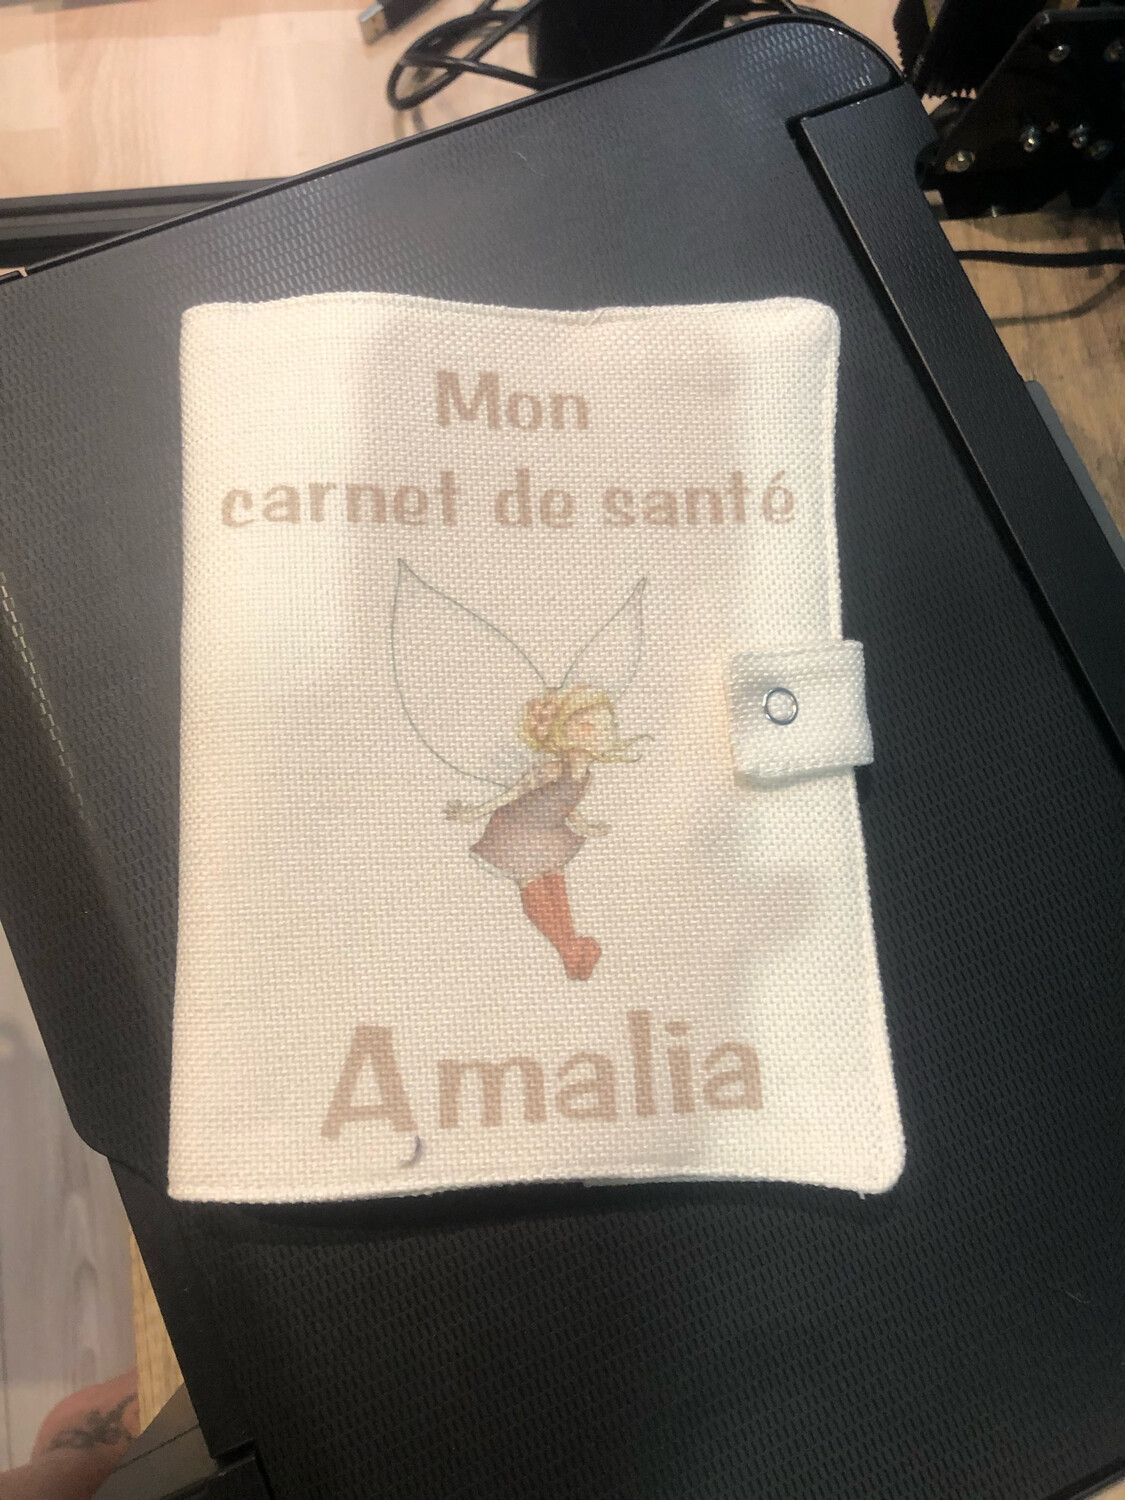 Mon
carnet de santé
Amalia